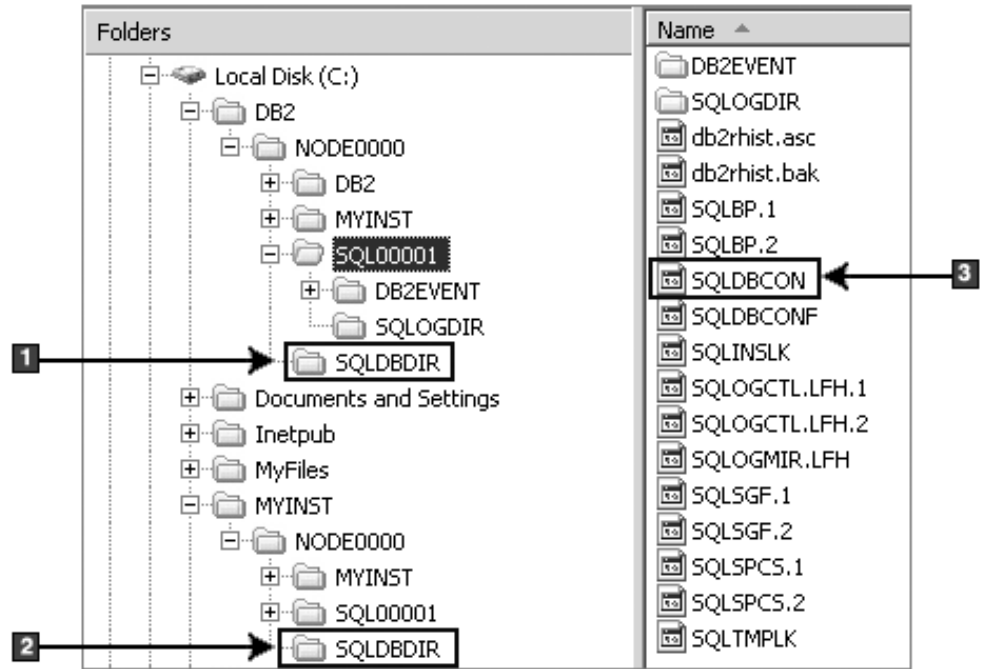 Folders
Local Disk (C:)
DB2
NODE0000
DB2
MYINST
SQL00001
DB2EVENT
SQLOGDIR
1
SQLDBDIR
Documents and Settings
Inetpub
MyFiles
MYINST
NODE0000
MYINST
SQL00001
2
SQLDBDIR
Name
DB2EVENT
SQLOGDIR
db2rhist.asc
db2rhist.bak
SQLBP.1
SQLBP.2
SQLDBCON
3
SQLDBCONF
SQLINSLK
SQLOGCTL.LFH.1
SQLOGCTL.LFH.2
SQLOGMIR.LFH
SQLSGF.1
SQLSGF.2
SQLSPCS.1
SQLSPCS.2
SQLTMPLK